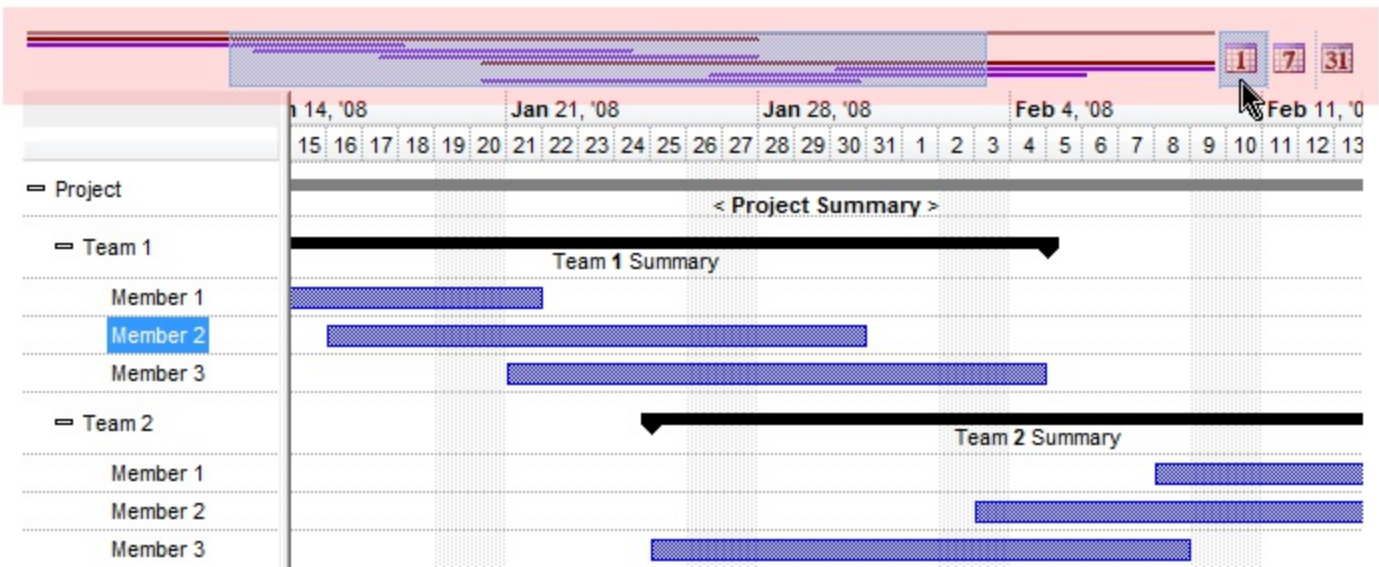 1 7 31
14, '08 Jan 21, '08 Jan 28, '08 Feb 4, '08 Feb 11, '0
15 16 17 18 19 20 21 22 23 24 25 26 27 28 29 30 31 1 2 3 4 5 6 7 8 9 10 11 12 13
Project
< Project Summary >
Team 1
Team 1 Summary
Member 1
Member 2
Member 3
Team 2
Team 2 Summary
Member 1
Member 2
Member 3